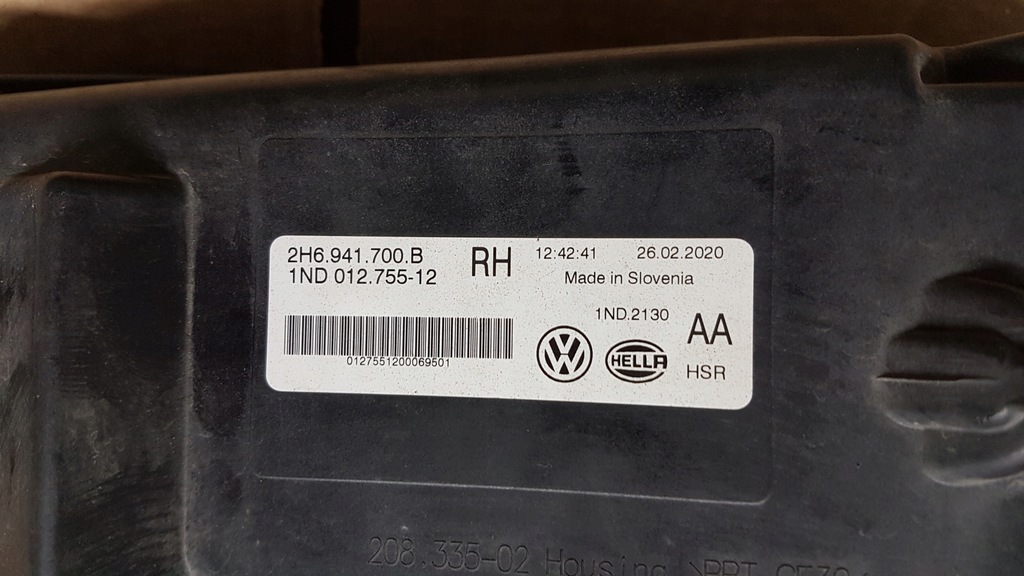 2H6.941.700.B RH 12:42:41 26.02.2020
1ND 012.755-12 Made in Slovenia
1ND.2130 AA
0127551200069501 VW HELLA HSR
208.335-02 Housing